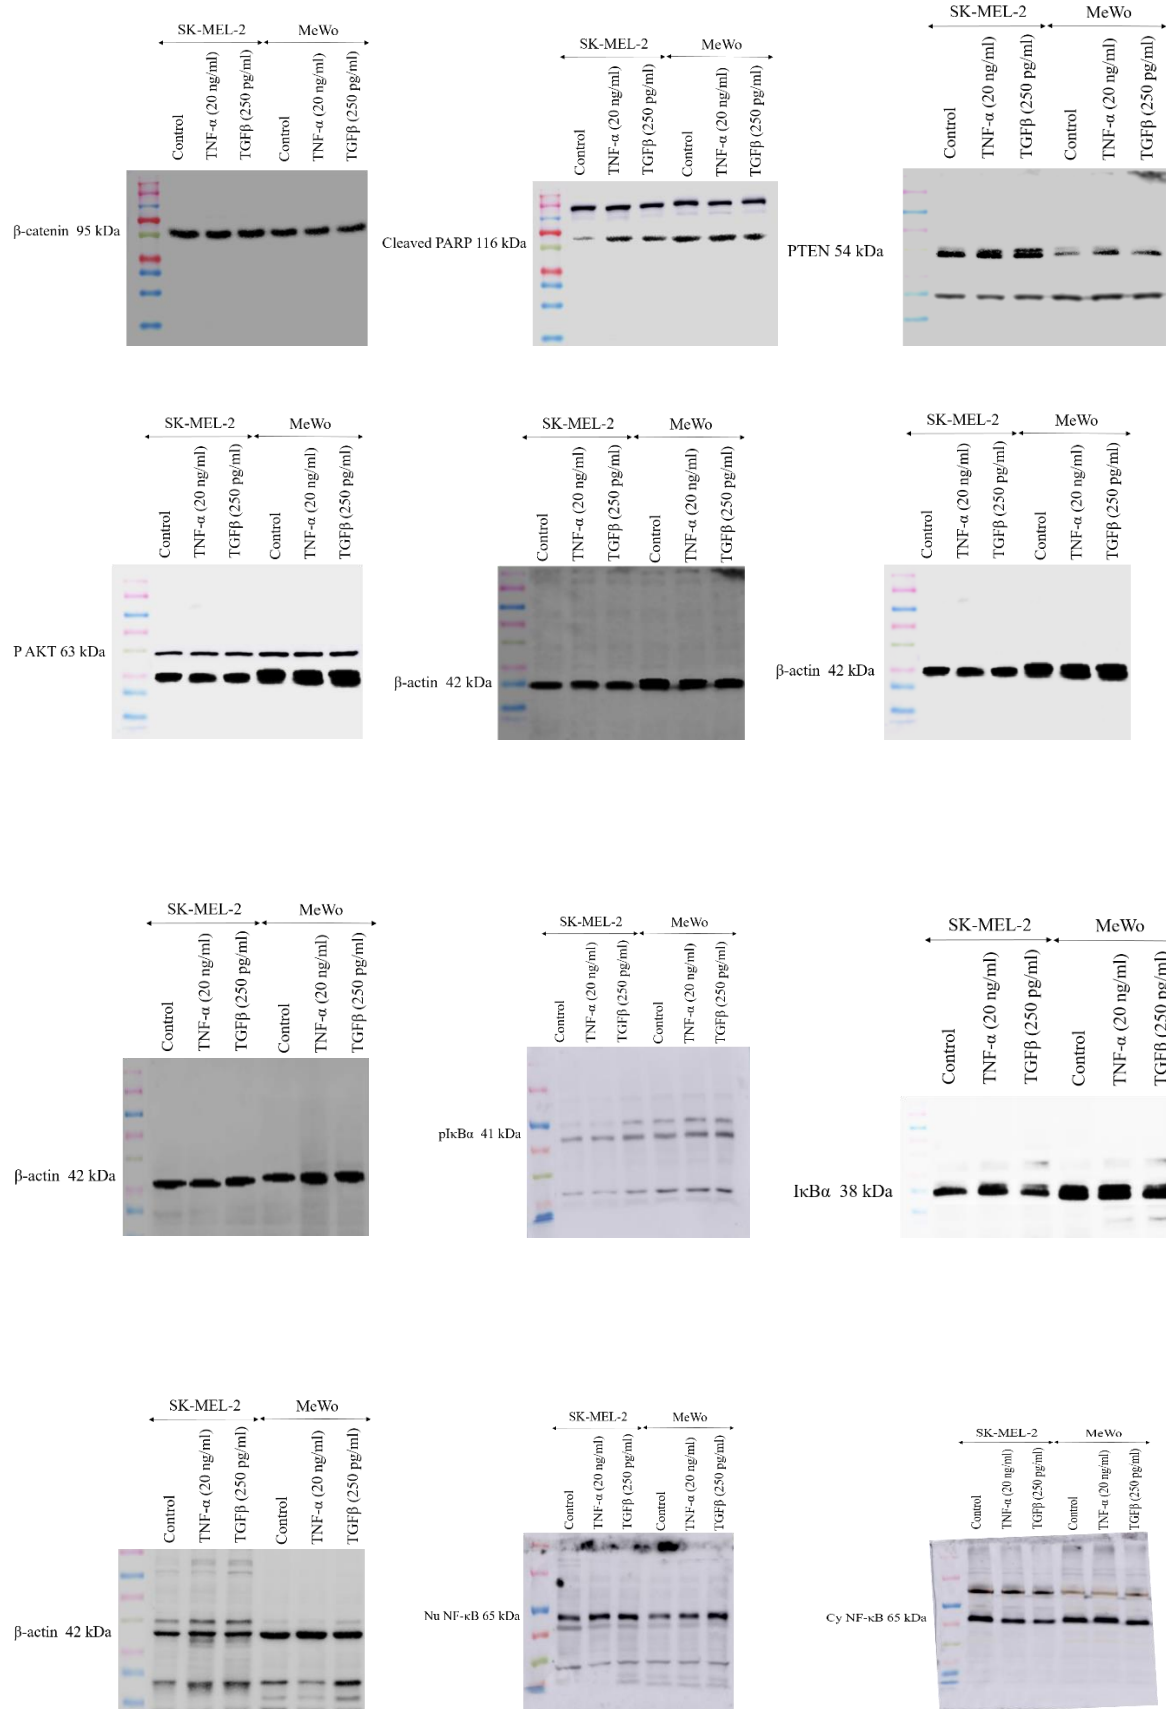 SK-MEL-2 MeWo
Control
TNF-α (20 ng/ml)
TGFβ (250 pg/ml)
Control
TNF-α (20 ng/ml)
TGFβ (250 pg/ml)
β-catenin 95 kDa
SK-MEL-2 MeWo
Control
TNF-α (20 ng/ml)
TGFβ (250 pg/ml)
Control
TNF-α (20 ng/ml)
TGFβ (250 pg/ml)
Cleaved PARP 116 kDa
SK-MEL-2 MeWo
Control
TNF-α (20 ng/ml)
TGFβ (250 pg/ml)
Control
TNF-α (20 ng/ml)
TGFβ (250 pg/ml)
PTEN 54 kDa
SK-MEL-2 MeWo
Control
TNF-α (20 ng/ml)
TGFβ (250 pg/ml)
Control
TNF-α (20 ng/ml)
TGFβ (250 pg/ml)
P AKT 63 kDa
SK-MEL-2 MeWo
Control
TNF-α (20 ng/ml)
TGFβ (250 pg/ml)
Control
TNF-α (20 ng/ml)
TGFβ (250 pg/ml)
β-actin 42 kDa
SK-MEL-2 MeWo
Control
TNF-α (20 ng/ml)
TGFβ (250 pg/ml)
Control
TNF-α (20 ng/ml)
TGFβ (250 pg/ml)
β-actin 42 kDa
SK-MEL-2 MeWo
Control
TNF-α (20 ng/ml)
TGFβ (250 pg/ml)
Control
TNF-α (20 ng/ml)
TGFβ (250 pg/ml)
β-actin 42 kDa
SK-MEL-2 MeWo
Control
TNF-α (20 ng/ml)
TGFβ (250 pg/ml)
Control
TNF-α (20 ng/ml)
TGFβ (250 pg/ml)
pIκBα 41 kDa
SK-MEL-2 MeWo
Control
TNF-α (20 ng/ml)
TGFβ (250 pg/ml)
Control
TNF-α (20 ng/ml)
TGFβ (250 pg/ml)
IκBα 38 kDa
SK-MEL-2 MeWo
Control
TNF-α (20 ng/ml)
TGFβ (250 pg/ml)
Control
TNF-α (20 ng/ml)
TGFβ (250 pg/ml)
β-actin 42 kDa
SK-MEL-2 MeWo
Control
TNF-α (20 ng/ml)
TGFβ (250 pg/ml)
Control
TNF-α (20 ng/ml)
TGFβ (250 pg/ml)
Nu NF-κB 65 kDa
SK-MEL-2 MeWo
Control
TNF-α (20 ng/ml)
TGFβ (250 pg/ml)
Control
TNF-α (20 ng/ml)
TGFβ (250 pg/ml)
Cy NF-κB 65 kDa